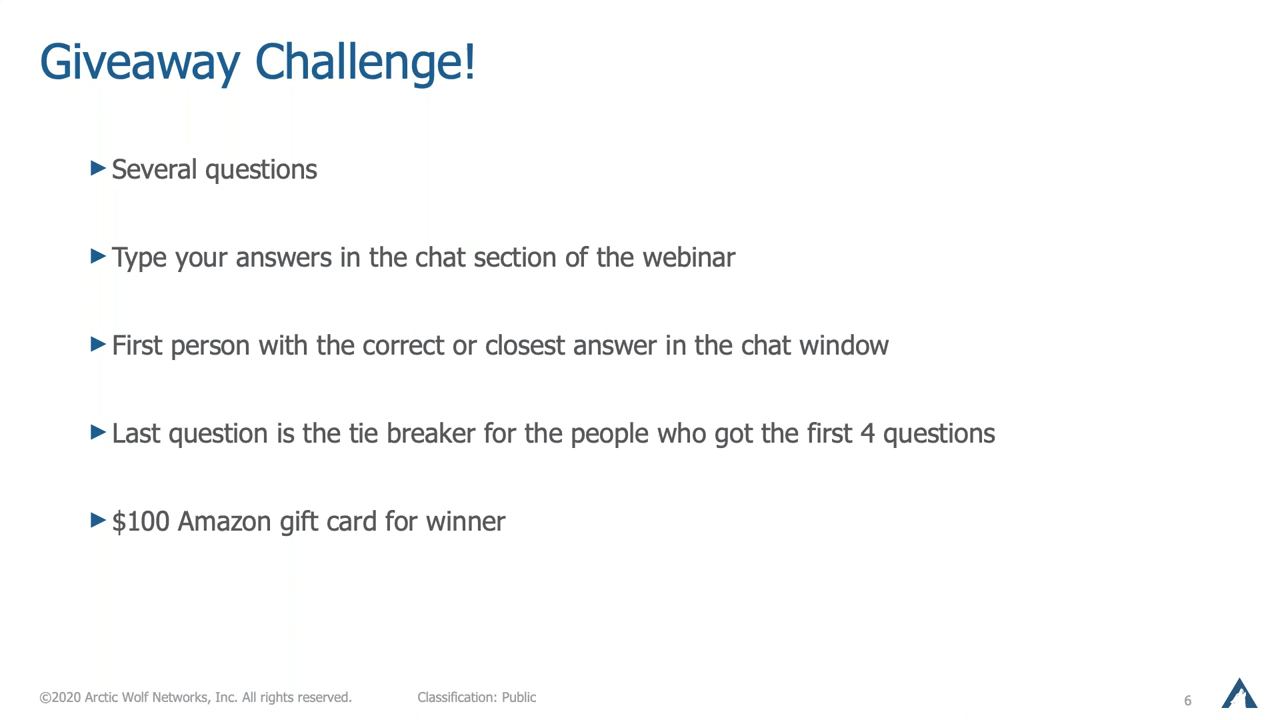 Giveaway Challenge!
Several questions
Type your answers in the chat section of the webinar
First person with the correct or closest answer in the chat window
Last question is the tie breaker for the people who got the first 4 questions
$100 Amazon gift card for winner
©2020 Arctic Wolf Networks, Inc. All rights reserved.
Classification: Public
6